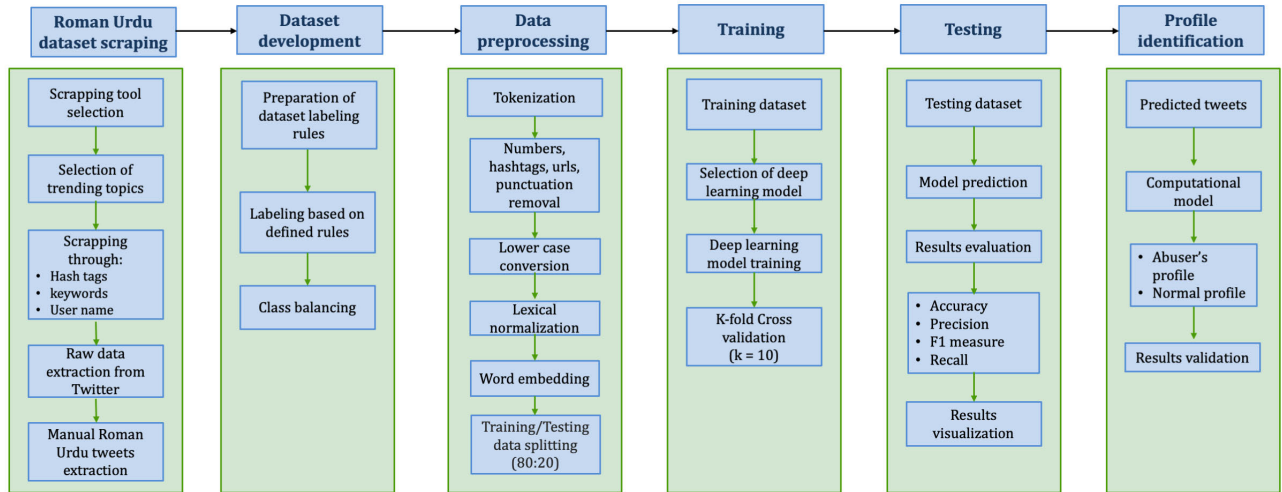 Roman Urdu
dataset scraping
Dataset
development
Data
preprocessing
Training
Testing
Profile
identification
Scrapping tool
selection
Selection of
trending topics
Scrapping
through:
• Hash tags
• keywords
• User name
Raw data
extraction from
Twitter
Manual Roman
Urdu tweets
extraction
Preparation of
dataset labeling
rules
Labeling based on
defined rules
Class balancing
Tokenization
Numbers,
hashtags, urls,
punctuation
removal
Lower case
conversion
Lexical
normalization
Word embedding
Training/Testing
data splitting
(80:20)
Training dataset
Selection of deep
learning model
Deep learning
model training
K-fold Cross
validation
(k = 10)
Testing dataset
Model prediction
Results evaluation
• Accuracy
• Precision
• F1 measure
• Recall
Results
visualization
Predicted tweets
Computational
model
• Abuser's
profile
• Normal profile
Results validation